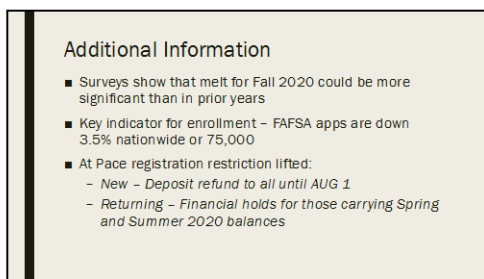 Additional Information
■ Surveys show that melt for Fall 2020 could be more
significant than in prior years
■ Key indicator for enrollment – FAFSA apps are down
3.5% nationwide or 75,000
■ At Pace registration restriction lifted:
– New – Deposit refund to all until AUG 1
– Returning – Financial holds for those carrying Spring
and Summer 2020 balances